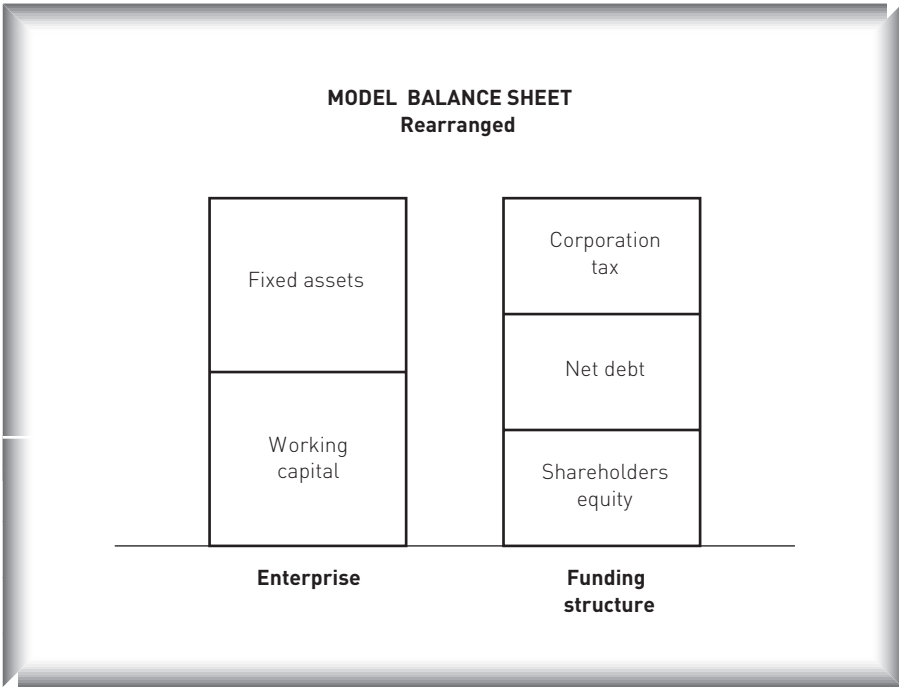 MODEL BALANCE SHEET
Rearranged
Fixed assets
Working
capital
Corporation
tax
Net debt
Shareholders
equity
Enterprise
Funding
structure